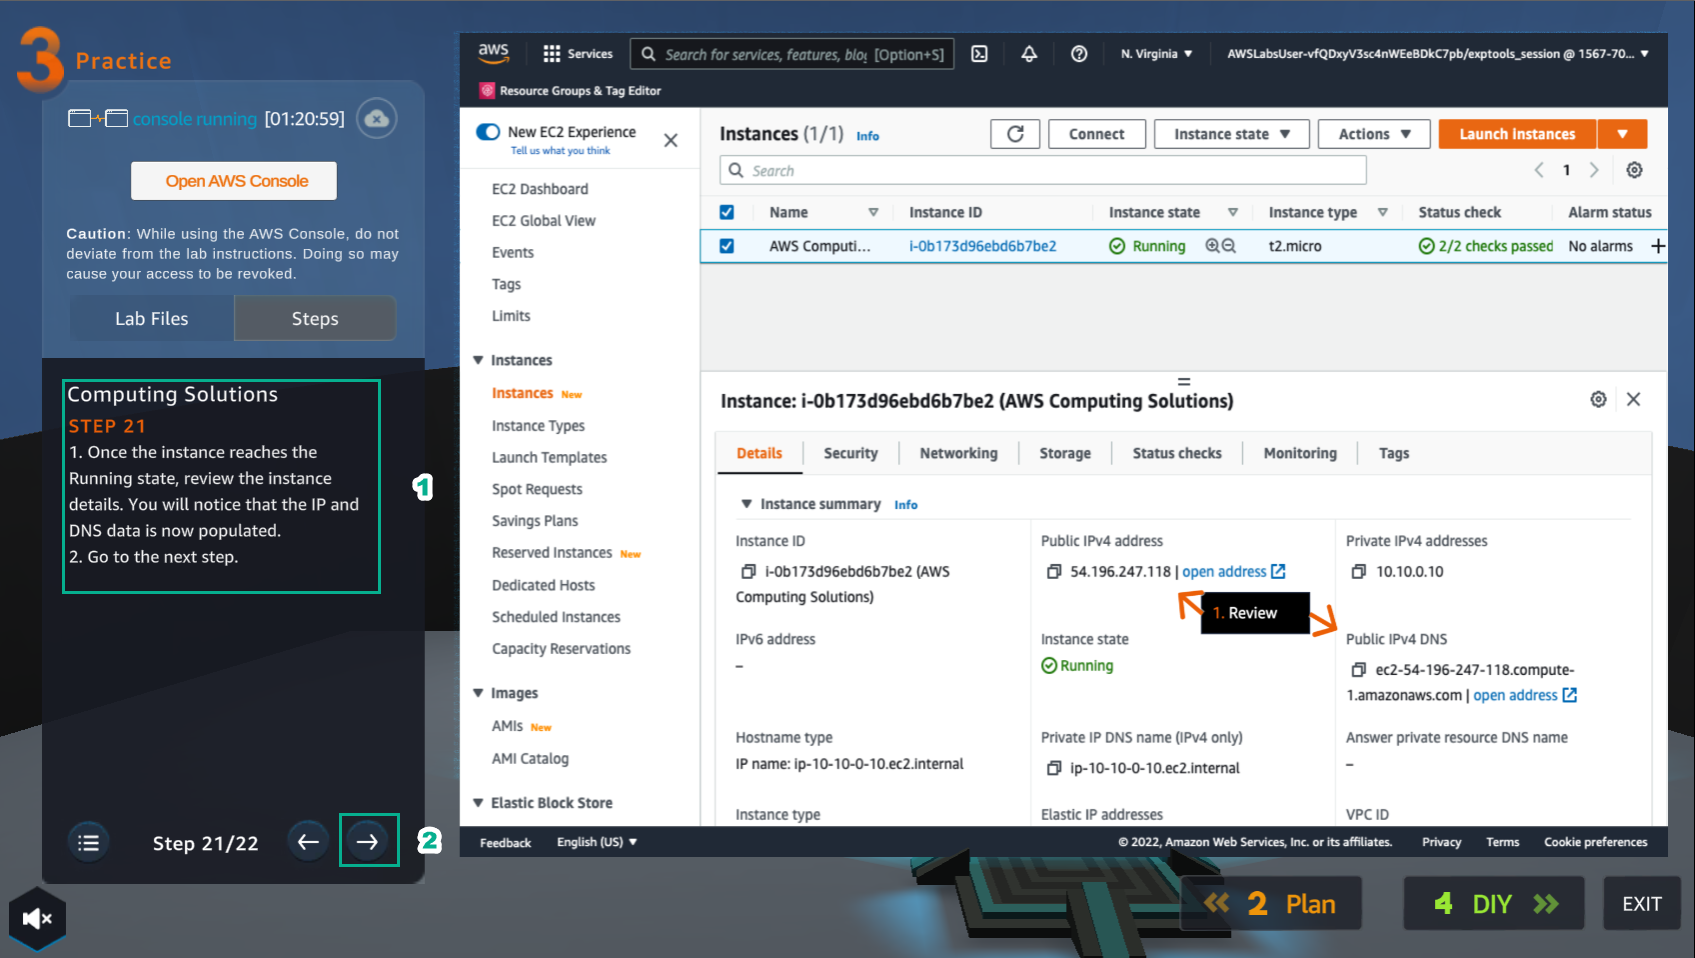 3 Practice
console running [01:20:59]
Open AWS Console
Caution: While using the AWS Console, do not
deviate from the lab instructions. Doing so may
cause your access to be revoked.
Lab Files
Steps
Computing Solutions
STEP 21
1. Once the instance reaches the
Running state, review the instance
details. You will notice that the IP and
DNS data is now populated.
2. Go to the next step.
1
Step 21/22
2
aws
Services
Search for services, features, blog [Option+S]
N. Virginia
AWSLabsUser-vfQDxyV3sc4nWEeBDkC7pb/exptools_session @ 1567-70...
Resource Groups & Tag Editor
New EC2 Experience
Tell us what you think
EC2 Dashboard
EC2 Global View
Events
Tags
Limits
Instances
Instances New
Instance Types
Launch Templates
Spot Requests
Savings Plans
Reserved Instances New
Dedicated Hosts
Scheduled Instances
Capacity Reservations
Images
AMIs New
AMI Catalog
Elastic Block Store
Instances (1/1) Info
Connect
Instance state
Actions
Launch instances
Search
1
Name Instance ID Instance state Instance type Status check Alarm status
AWS Computi... i-0b173d96ebd6b7be2 Running t2.micro 2/2 checks passed No alarms +
Instance: i-0b173d96ebd6b7be2 (AWS Computing Solutions)
Details Security Networking Storage Status checks Monitoring Tags
Instance summary Info
Instance ID
i-0b173d96ebd6b7be2 (AWS
Computing Solutions)
Public IPv4 address
54.196.247.118 | open address
Private IPv4 addresses
10.10.0.10
1. Review
IPv6 address
–
Instance state
Running
Public IPv4 DNS
ec2-54-196-247-118.compute-
1.amazonaws.com | open address
Hostname type
IP name: ip-10-10-0-10.ec2.internal
Private IP DNS name (IPv4 only)
ip-10-10-0-10.ec2.internal
Answer private resource DNS name
–
Instance type
Elastic IP addresses
VPC ID
Feedback
English (US)
© 2022, Amazon Web Services, Inc. or its affiliates.
Privacy
Terms
Cookie preferences
2 Plan
4 DIY
EXIT